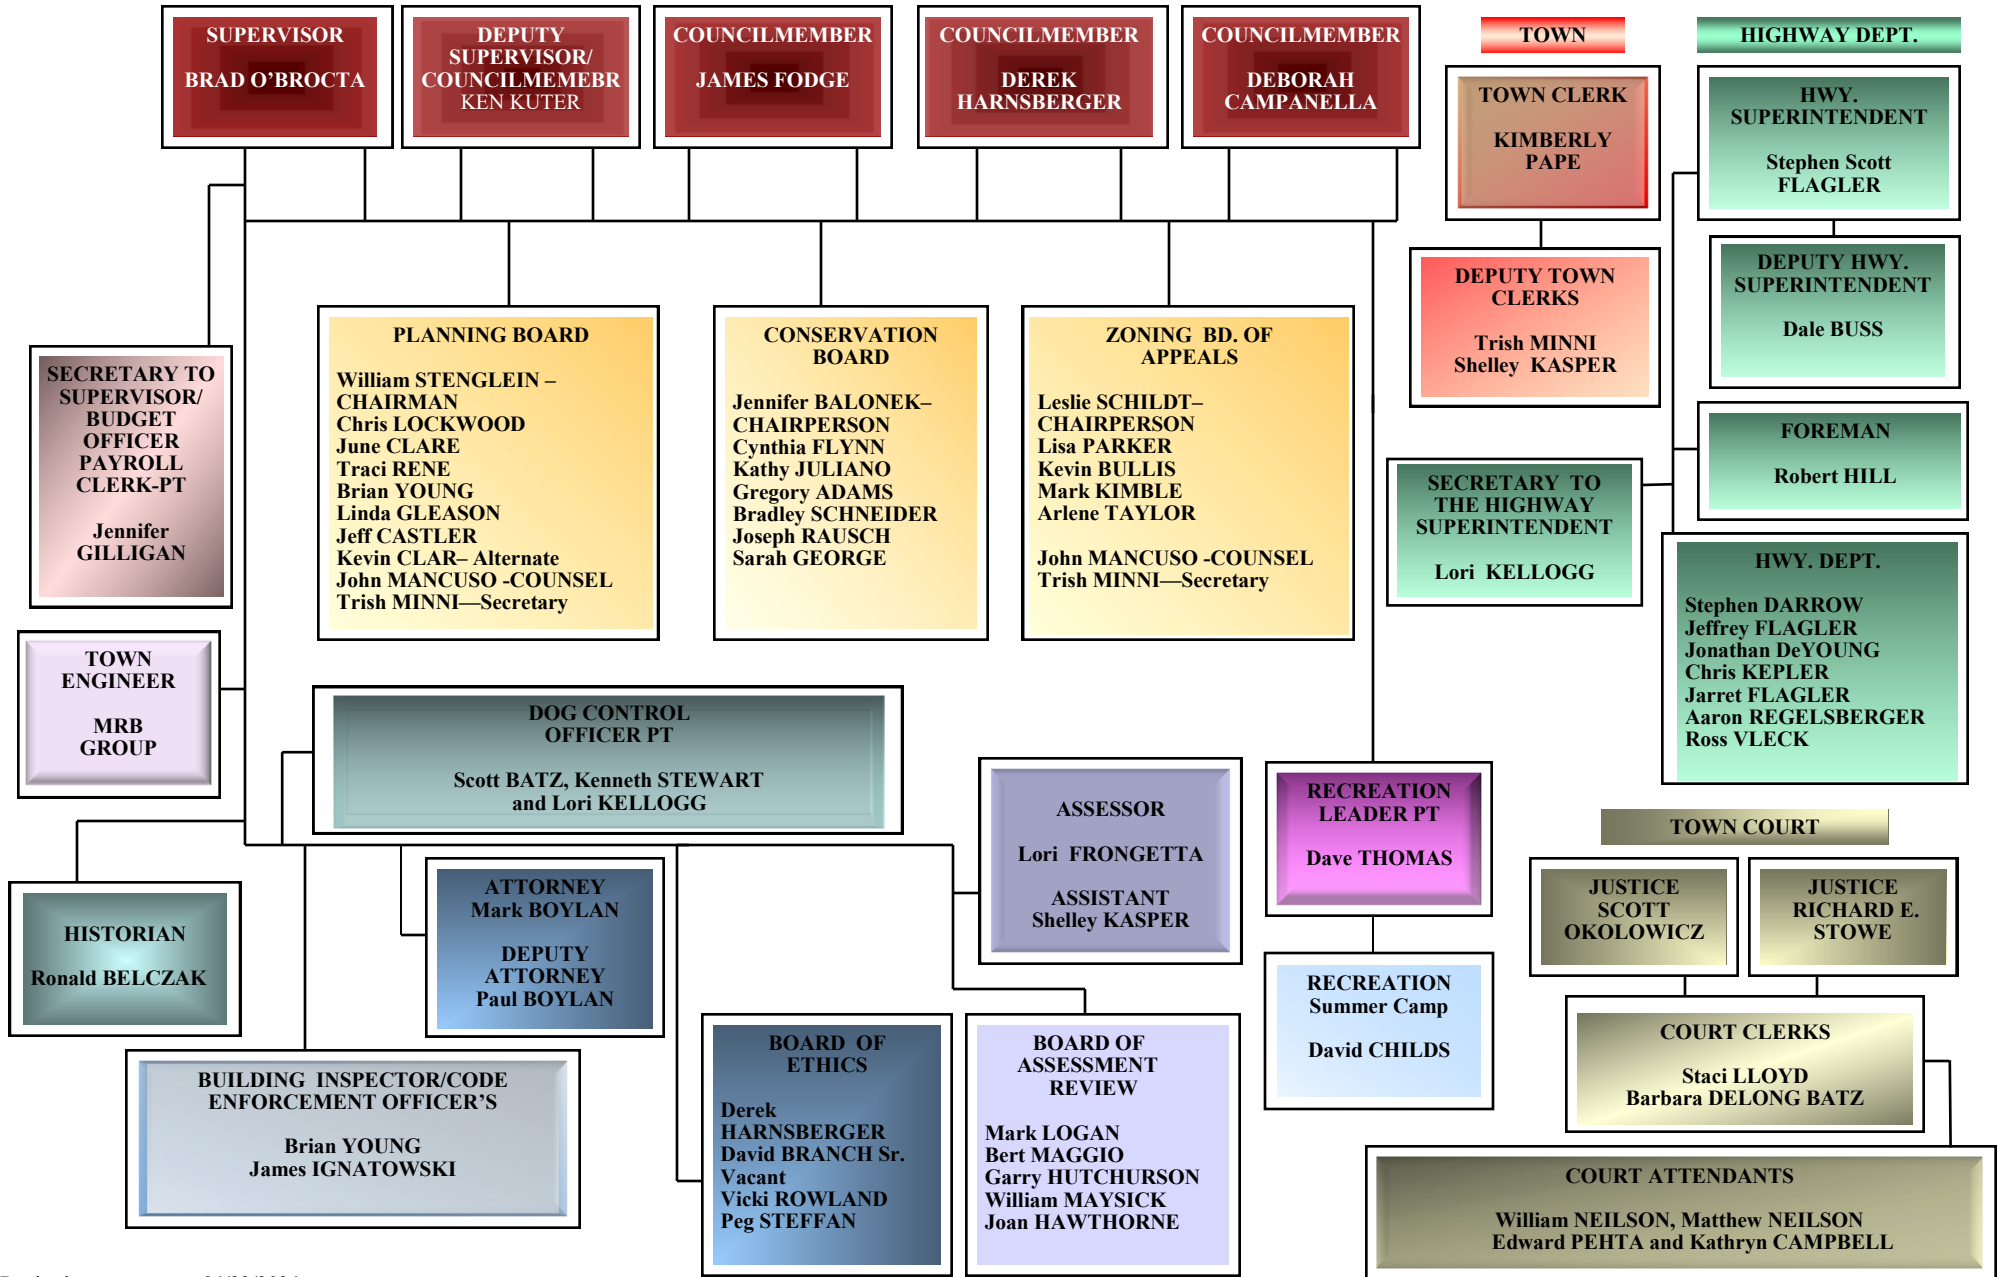 SUPERVISOR
BRAD O'BROCTA
DEPUTY
SUPERVISOR/
COUNCILMEMEBR
KEN KUTER
COUNCILMEMBER
JAMES FODGE
COUNCILMEMBER
DEREK
HARNSBERGER
COUNCILMEMBER
DEBORAH
CAMPANELLA
TOWN
TOWN CLERK
KIMBERLY
PAPE
DEPUTY TOWN
CLERKS
Trish MINNI
Shelley KASPER
HIGHWAY DEPT.
HWY.
SUPERINTENDENT
Stephen Scott
FLAGLER
DEPUTY HWY.
SUPERINTENDENT
Dale BUSS
FOREMAN
Robert HILL
SECRETARY TO
THE HIGHWAY
SUPERINTENDENT
Lori KELLOGG
HWY. DEPT.
Stephen DARROW
Jeffrey FLAGLER
Jonathan DeYOUNG
Chris KEPLER
Jarret FLAGLER
Aaron REGELSBERGER
Ross VLECK
SECRETARY TO
SUPERVISOR/
BUDGET
OFFICER
PAYROLL
CLERK-PT
Jennifer
GILLIGAN
PLANNING BOARD
William STENGLEIN –
CHAIRMAN
Chris LOCKWOOD
June CLARE
Traci RENE
Brian YOUNG
Linda GLEASON
Jeff CASTLER
Kevin CLAR– Alternate
John MANCUSO -COUNSEL
Trish MINNI—Secretary
CONSERVATION
BOARD
Jennifer BALONEK–
CHAIRPERSON
Cynthia FLYNN
Kathy JULIANO
Gregory ADAMS
Bradley SCHNEIDER
Joseph RAUSCH
Sarah GEORGE
ZONING BD. OF
APPEALS
Leslie SCHILDT–
CHAIRPERSON
Lisa PARKER
Kevin BULLIS
Mark KIMBLE
Arlene TAYLOR
John MANCUSO -COUNSEL
Trish MINNI—Secretary
TOWN
ENGINEER
MRB
GROUP
DOG CONTROL
OFFICER PT
Scott BATZ, Kenneth STEWART
and Lori KELLOGG
ASSESSOR
Lori FRONGETTA
ASSISTANT
Shelley KASPER
RECREATION
LEADER PT
Dave THOMAS
RECREATION
Summer Camp
David CHILDS
HISTORIAN
Ronald BELCZAK
ATTORNEY
Mark BOYLAN
DEPUTY
ATTORNEY
Paul BOYLAN
BUILDING INSPECTOR/CODE
ENFORCEMENT OFFICER'S
Brian YOUNG
James IGNATOWSKI
BOARD OF
ETHICS
Derek
HARNSBERGER
David BRANCH Sr.
Vacant
Vicki ROWLAND
Peg STEFFAN
BOARD OF
ASSESSMENT
REVIEW
Mark LOGAN
Bert MAGGIO
Garry HUTCHURSON
William MAYSICK
Joan HAWTHORNE
TOWN COURT
JUSTICE
SCOTT
OKOLOWICZ
JUSTICE
RICHARD E.
STOWE
COURT CLERKS
Staci LLOYD
Barbara DELONG BATZ
COURT ATTENDANTS
William NEILSON, Matthew NEILSON
Edward PEHTA and Kathryn CAMPBELL